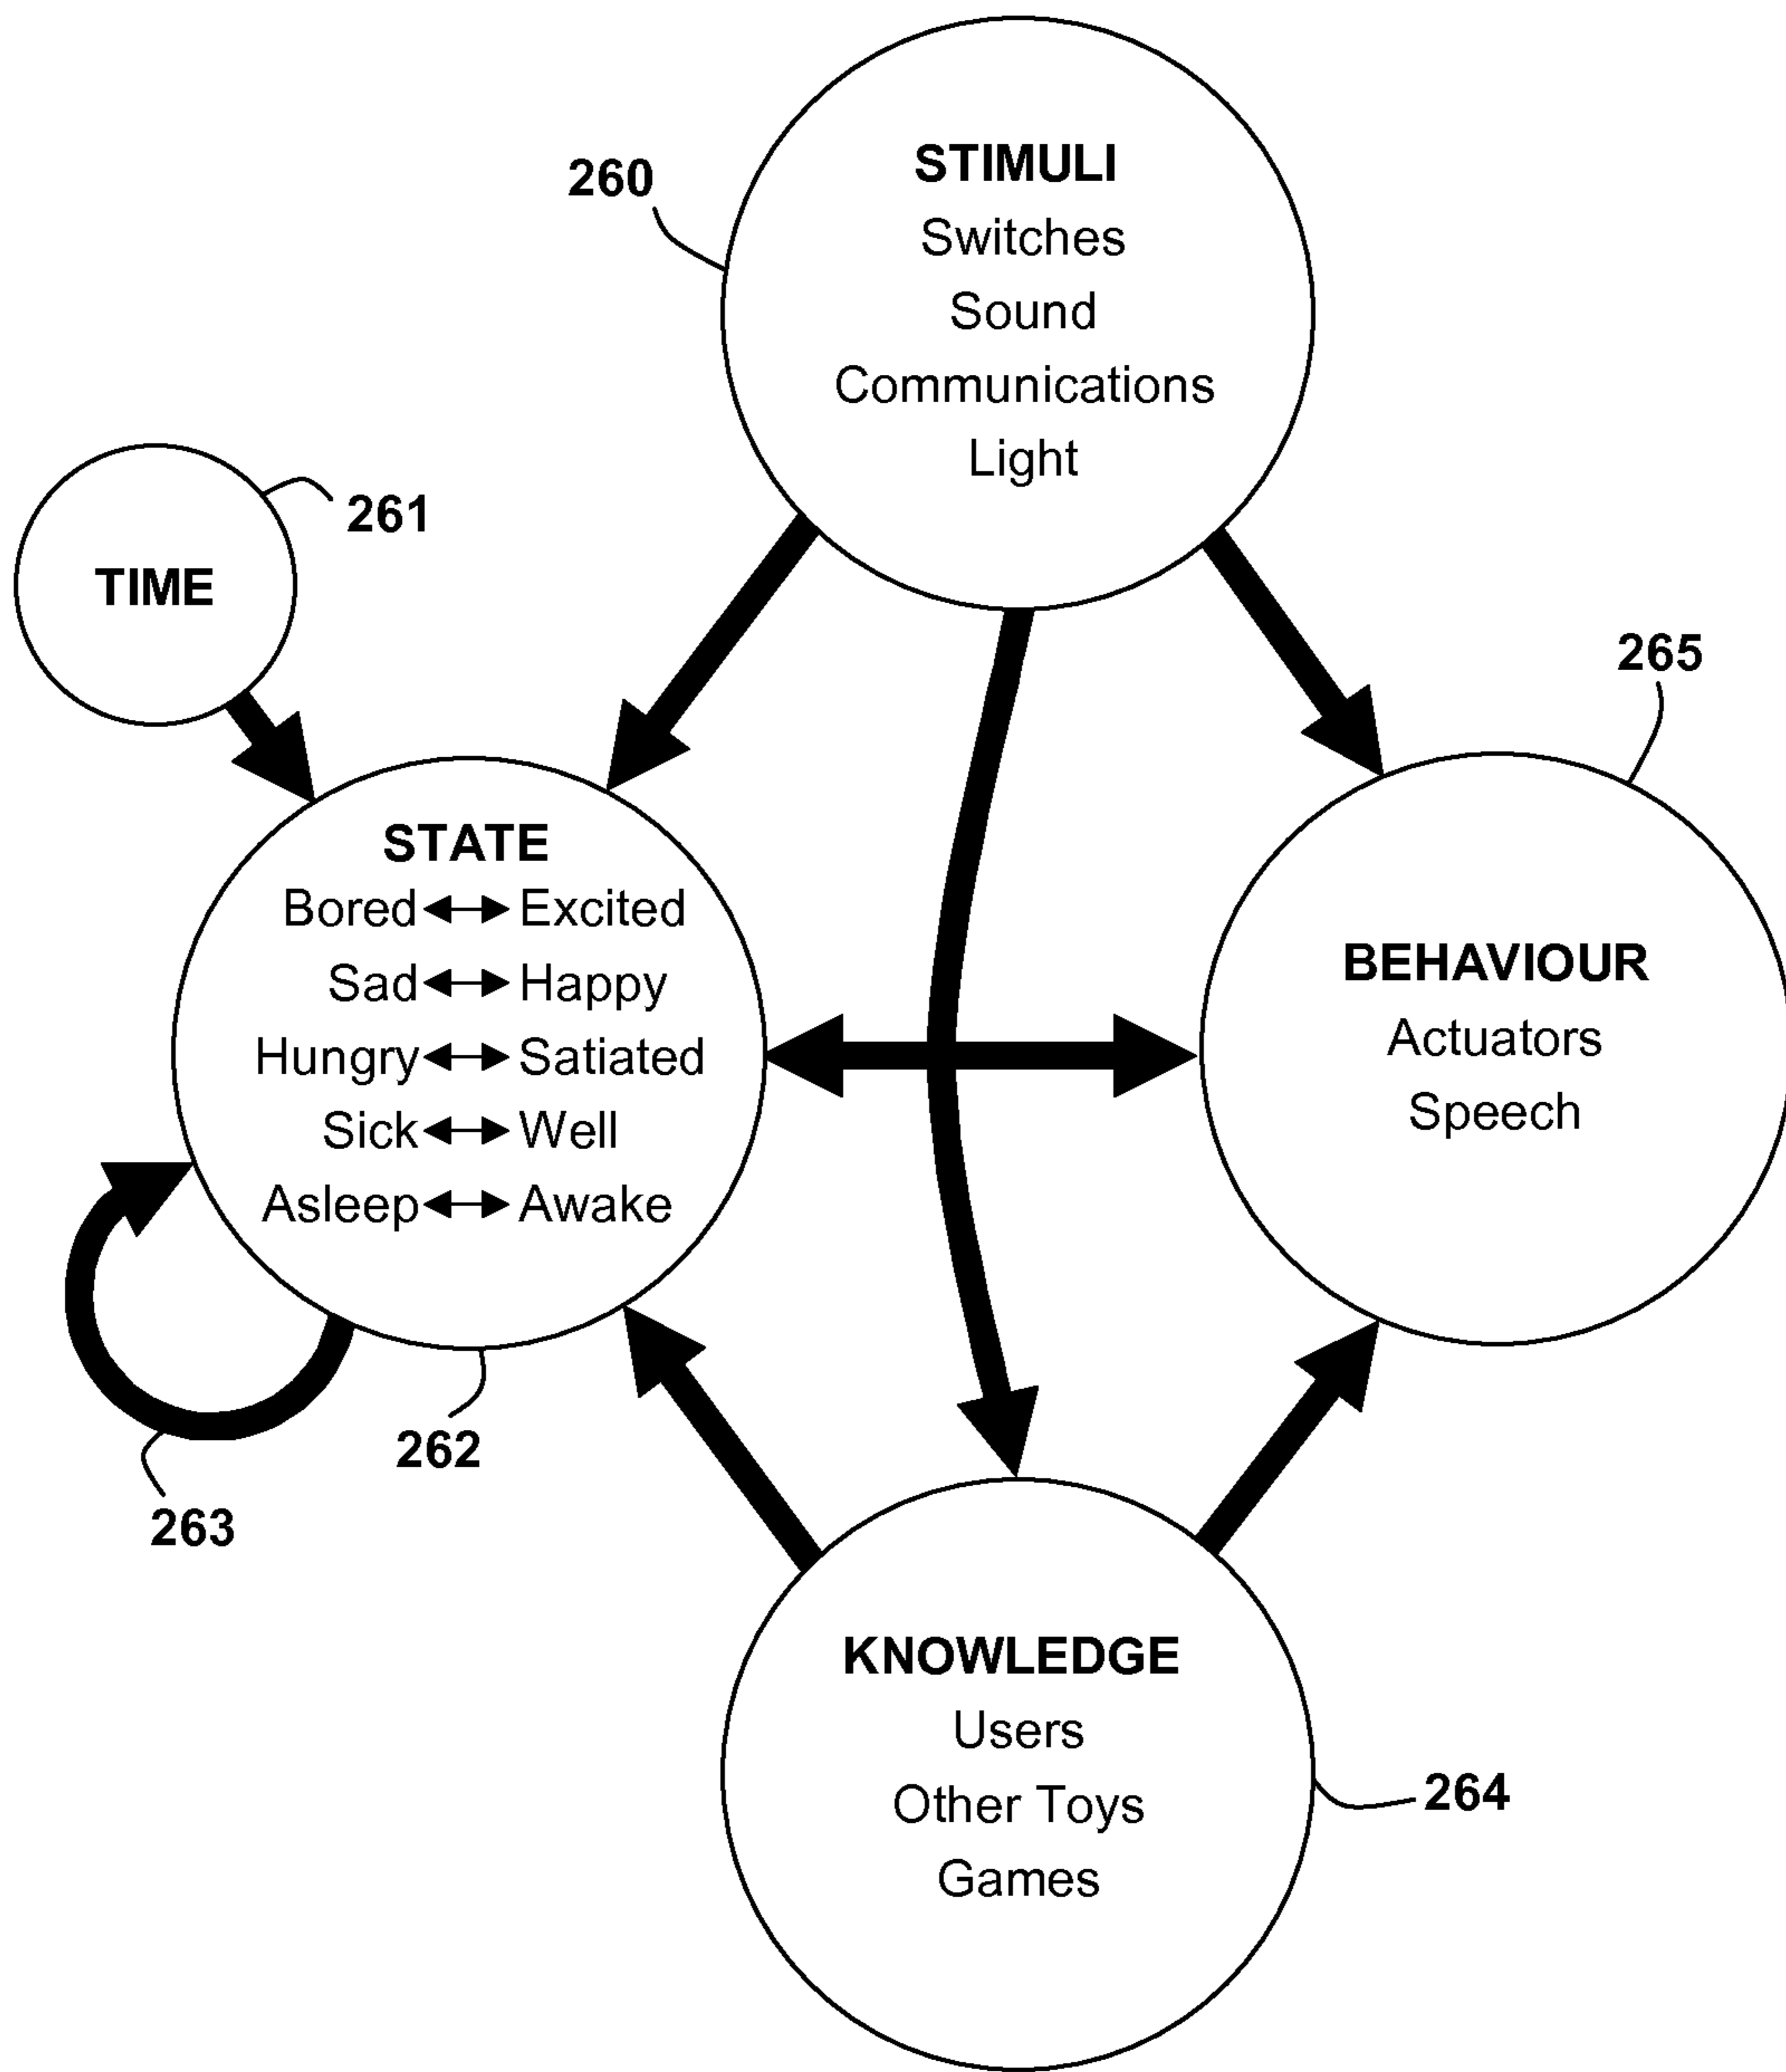 260
STIMULI
Switches
Sound
Communications
Light
261
TIME
265
STATE
Bored Excited
Sad Happy
Hungry Satiated
Sick Well
Asleep Awake
BEHAVIOUR
Actuators
Speech
262
263
KNOWLEDGE
Users
Other Toys
Games
264